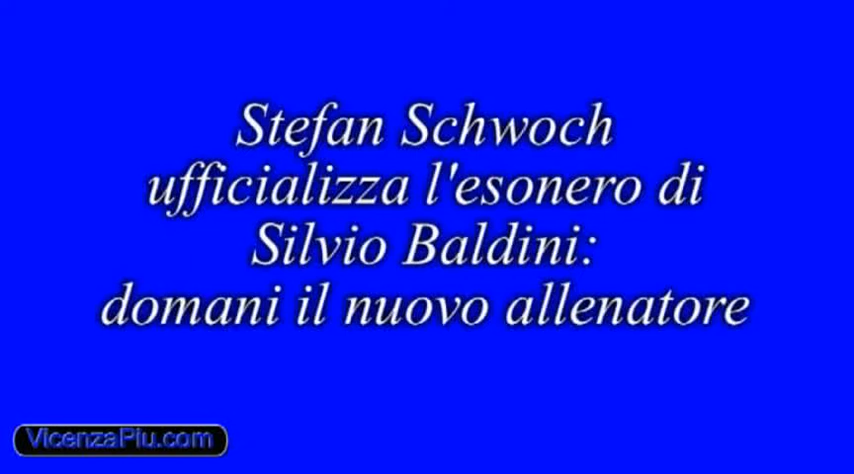 Stefan Schwoch
ufficializza l'esonero di
Silvio Baldini:
domani il nuovo allenatore
VicenzaPiu.com